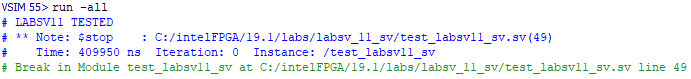 VSIM 55> run -all
# LABSV11 TESTED
# ** Note: $stop    : C:/intelFPGA/19.1/labs/labsv_11_sv/test_labsv11_sv.sv(49)
#    Time: 409950 ns  Iteration: 0  Instance: /test_labsv11_sv
# Break in Module test_labsv11_sv at C:/intelFPGA/19.1/labs/labsv_11_sv/test_labsv11_sv.sv line 49